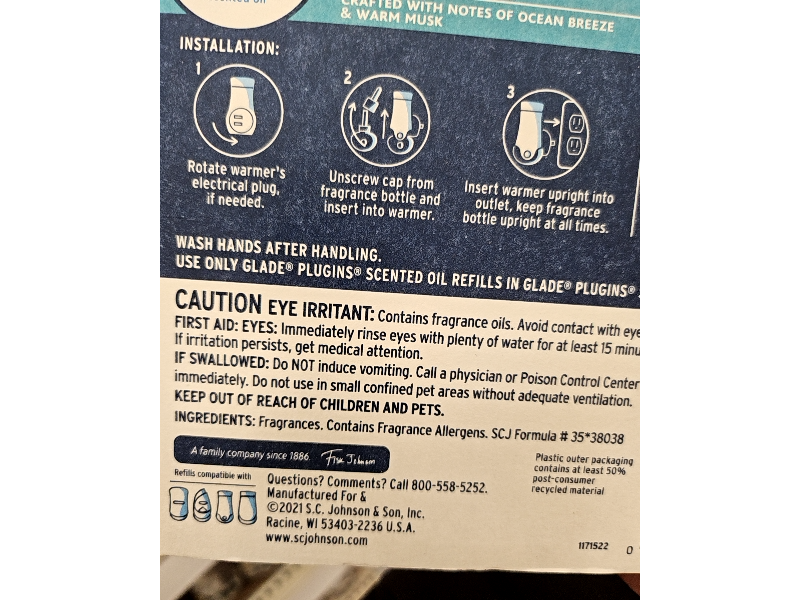 CRAFTED WITH NOTES OF OCEAN BREEZE
& WARM MUSK
INSTALLATION:
1
Rotate warmer's
electrical plug,
if needed.
2
Unscrew cap from
fragrance bottle and
insert into warmer.
3
Insert warmer upright into
outlet, keep fragrance
bottle upright at all times.
WASH HANDS AFTER HANDLING.
USE ONLY GLADE® PLUGINS® SCENTED OIL REFILLS IN GLADE® PLUGINS®
CAUTION EYE IRRITANT: Contains fragrance oils. Avoid contact with eye
FIRST AID: EYES: Immediately rinse eyes with plenty of water for at least 15 minu
If irritation persists, get medical attention.
IF SWALLOWED: Do NOT induce vomiting. Call a physician or Poison Control Center
immediately. Do not use in small confined pet areas without adequate ventilation.
KEEP OUT OF REACH OF CHILDREN AND PETS.
INGREDIENTS: Fragrances. Contains Fragrance Allergens. SCJ Formula # 35*38038
A family company since 1886. Fisk Johnson
Plastic outer packaging
contains at least 50%
post-consumer
recycled material
Refills compatible with
Questions? Comments? Call 800-558-5252.
Manufactured For &
©2021 S.C. Johnson & Son, Inc.
Racine, WI 53403-2236 U.S.A.
www.scjohnson.com
1171522 0